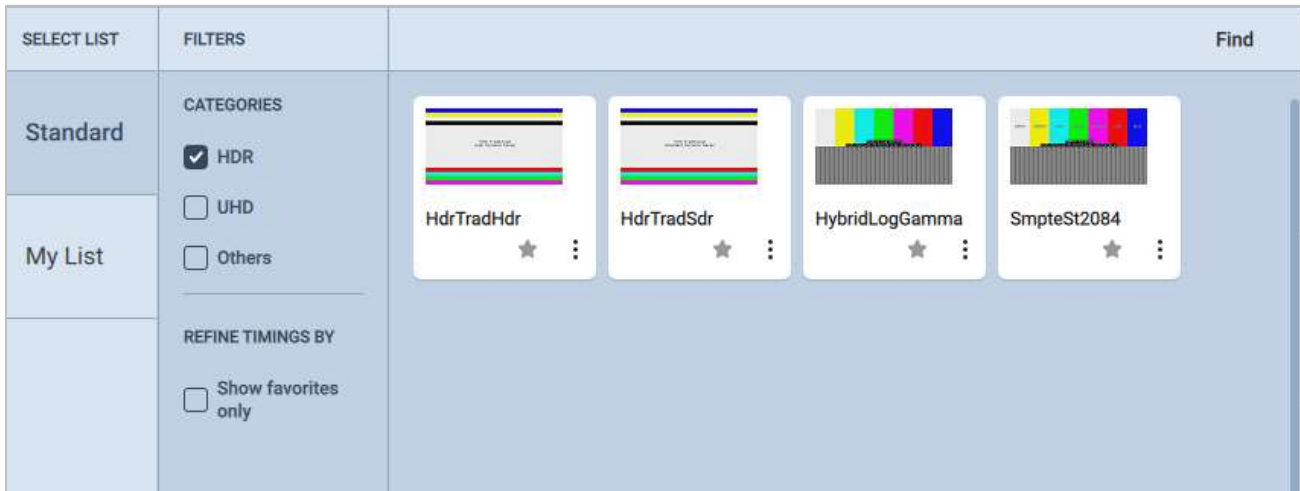 SELECT LIST
FILTERS
Find
Standard
My List
CATEGORIES
HDR
UHD
Others
REFINE TIMINGS BY
Show favorites
only
HdrTradHdr
HdrTradSdr
HybridLogGamma
SmpteSt2084